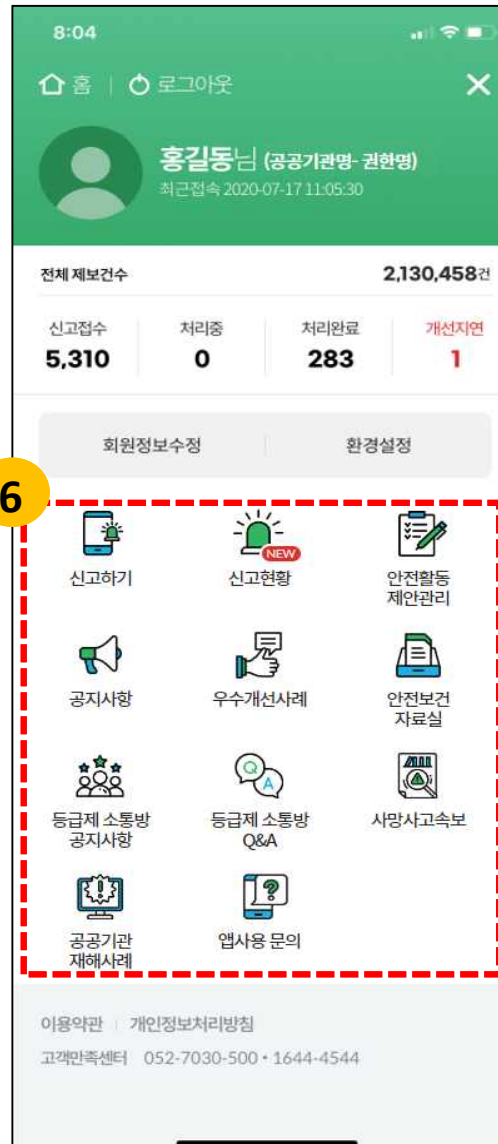 8:04
홈 | 로그아웃
홍길동님 (공공기관명- 권한명)
최근접속 2020-07-17 11:05:30
전체 제보건수 2,130,458건
신고접수 처리중 처리완료 개선지연
5,310 0 283 1
회원정보수정 환경설정
6
NEW
신고하기 신고현황 안전활동
제안관리
공지사항 우수개선사례 안전보건
자료실
Q
A
등급제 소통방 등급제 소통방 사망사고속보
공지사항 Q&A
공공기관 앱사용 문의
재해사례
이용약관 | 개인정보처리방침
고객만족센터 052-7030-500 • 1644-4544